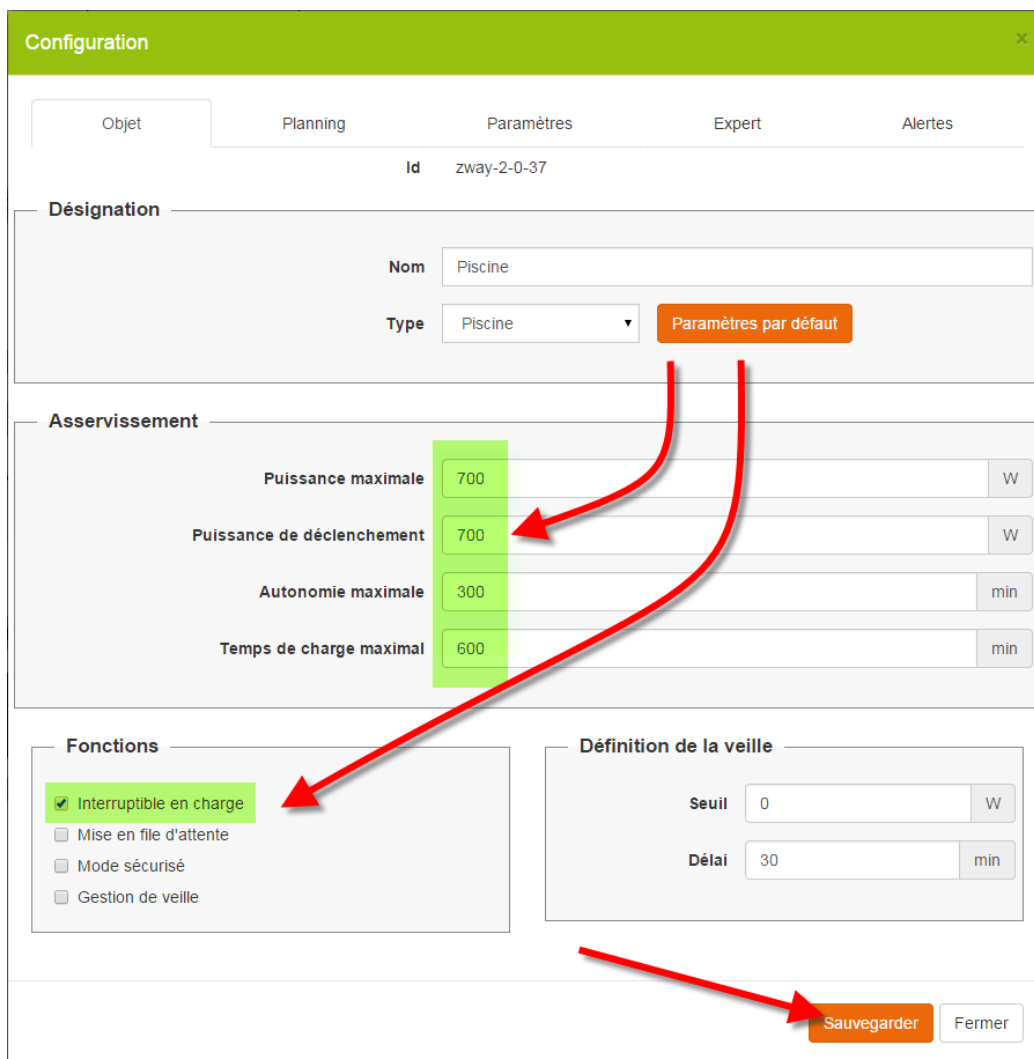 Configuration ×
Objet Planning Paramètres Expert Alertes
Id zway-2-0-37
Désignation
Nom Piscine
Type Piscine Paramètres par défaut
Asservissement
Puissance maximale 700 W
Puissance de déclenchement 700 W
Autonomie maximale 300 min
Temps de charge maximal 600 min
Fonctions
Interruptible en charge
Mise en file d'attente
Mode sécurisé
Gestion de veille
Définition de la veille
Seuil 0 W
Délai 30 min
Sauvegarder Fermer